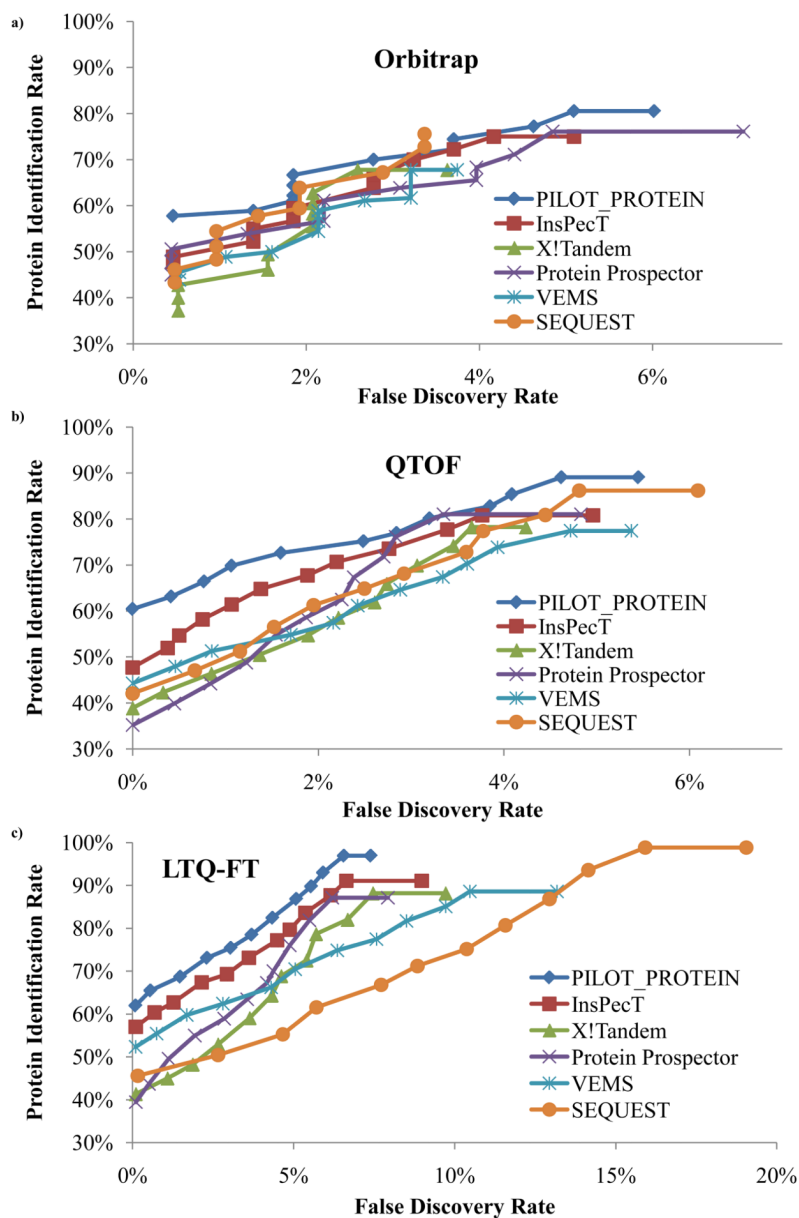 a)
Orbitrap
Protein Identification Rate
100%
90%
80%
70%
60%
50%
40%
30%
0%
2%
4%
6%
False Discovery Rate
PILOT_PROTEIN
InsPecT
X!Tandem
Protein Prospector
VEMS
SEQUEST
b)
QTOF
Protein Identification Rate
100%
90%
80%
70%
60%
50%
40%
30%
0%
2%
4%
6%
False Discovery Rate
PILOT_PROTEIN
InsPecT
X!Tandem
Protein Prospector
VEMS
SEQUEST
c)
LTQ-FT
Protein Identification Rate
100%
90%
80%
70%
60%
50%
40%
30%
0%
5%
10%
15%
20%
False Discovery Rate
PILOT_PROTEIN
InsPecT
X!Tandem
Protein Prospector
VEMS
SEQUEST